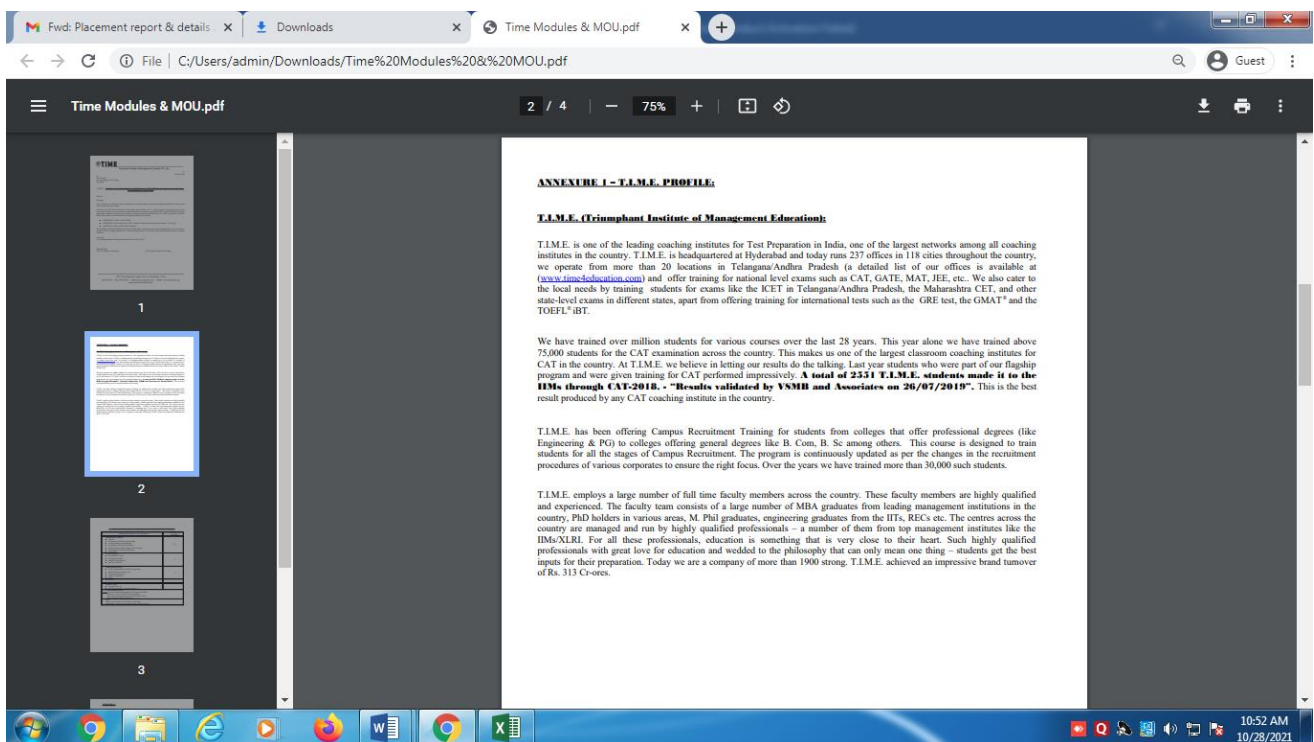 Fwd: Placement report & details
Downloads
Time Modules & MOU.pdf
File | C:/Users/admin/Downloads/Time%20Modules%20&%20MOU.pdf
Guest
Time Modules & MOU.pdf
2 / 4
75%
TIME
1
2
3
ANNEXURE 1 – T.I.M.E. PROFILE:
T.I.M.E. (Triumphant Institute of Management Education):
T.I.M.E. is one of the leading coaching institutes for Test Preparation in India, one of the largest networks among all coaching
institutes in the country. T.I.M.E. is headquartered at Hyderabad and today runs 237 offices in 118 cities throughout the country,
we operate from more than 20 locations in Telangana/Andhra Pradesh (a detailed list of our offices is available at
(www.time4education.com) and offer training for national level exams such as CAT, GATE, MAT, JEE, etc.. We also cater to
the local needs by training students for exams like the ICET in Telangana/Andhra Pradesh, the Maharashtra CET, and other
state-level exams in different states, apart from offering training for international tests such as the GRE test, the GMAT® and the
TOEFL® iBT.
We have trained over million students for various courses over the last 28 years. This year alone we have trained above
75,000 students for the CAT examination across the country. This makes us one of the largest classroom coaching institutes for
CAT in the country. At T.I.M.E. we believe in letting our results do the talking. Last year students who were part of our flagship
program and were given training for CAT performed impressively. A total of 2551 T.I.M.E. students made it to the
IIMs through CAT-2018. - "Results validated by VSMB and Associates on 26/07/2019". This is the best
result produced by any CAT coaching institute in the country.
T.I.M.E. has been offering Campus Recruitment Training for students from colleges that offer professional degrees (like
Engineering & PG) to colleges offering general degrees like B. Com, B. Sc among others. This course is designed to train
students for all the stages of Campus Recruitment. The program is continuously updated as per the changes in the recruitment
procedures of various corporates to ensure the right focus. Over the years we have trained more than 30,000 such students.
T.I.M.E. employs a large number of full time faculty members across the country. These faculty members are highly qualified
and experienced. The faculty team consists of a large number of MBA graduates from leading management institutions in the
country, PhD holders in various areas, M. Phil graduates, engineering graduates from the IITs, RECs etc. The centres across the
country are managed and run by highly qualified professionals – a number of them from top management institutes like the
IIMs/XLRI. For all these professionals, education is something that is very close to their heart. Such highly qualified
professionals with great love for education and wedded to the philosophy that can only mean one thing – students get the best
inputs for their preparation. Today we are a company of more than 1900 strong. T.I.M.E. achieved an impressive brand turnover
of Rs. 313 Cr-ores.
10:52 AM
10/28/2021